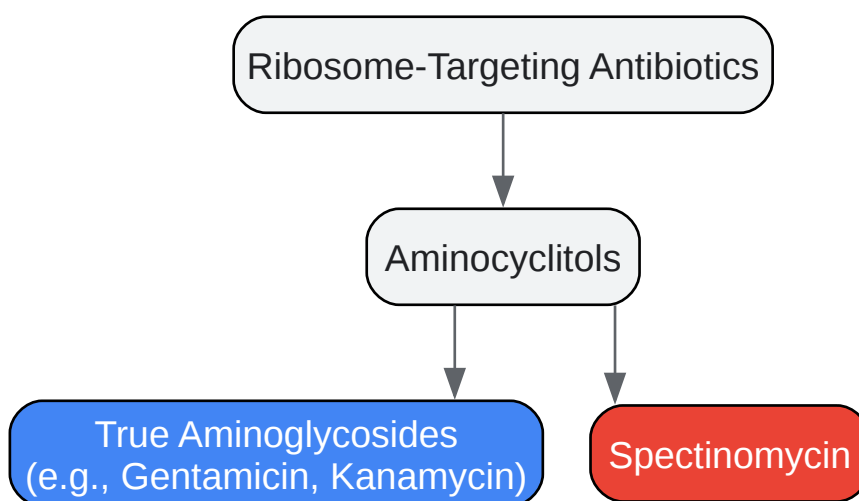 Ribosome-Targeting Antibiotics
Aminocyclitols
True Aminoglycosides
(e.g., Gentamicin, Kanamycin)
Spectinomycin